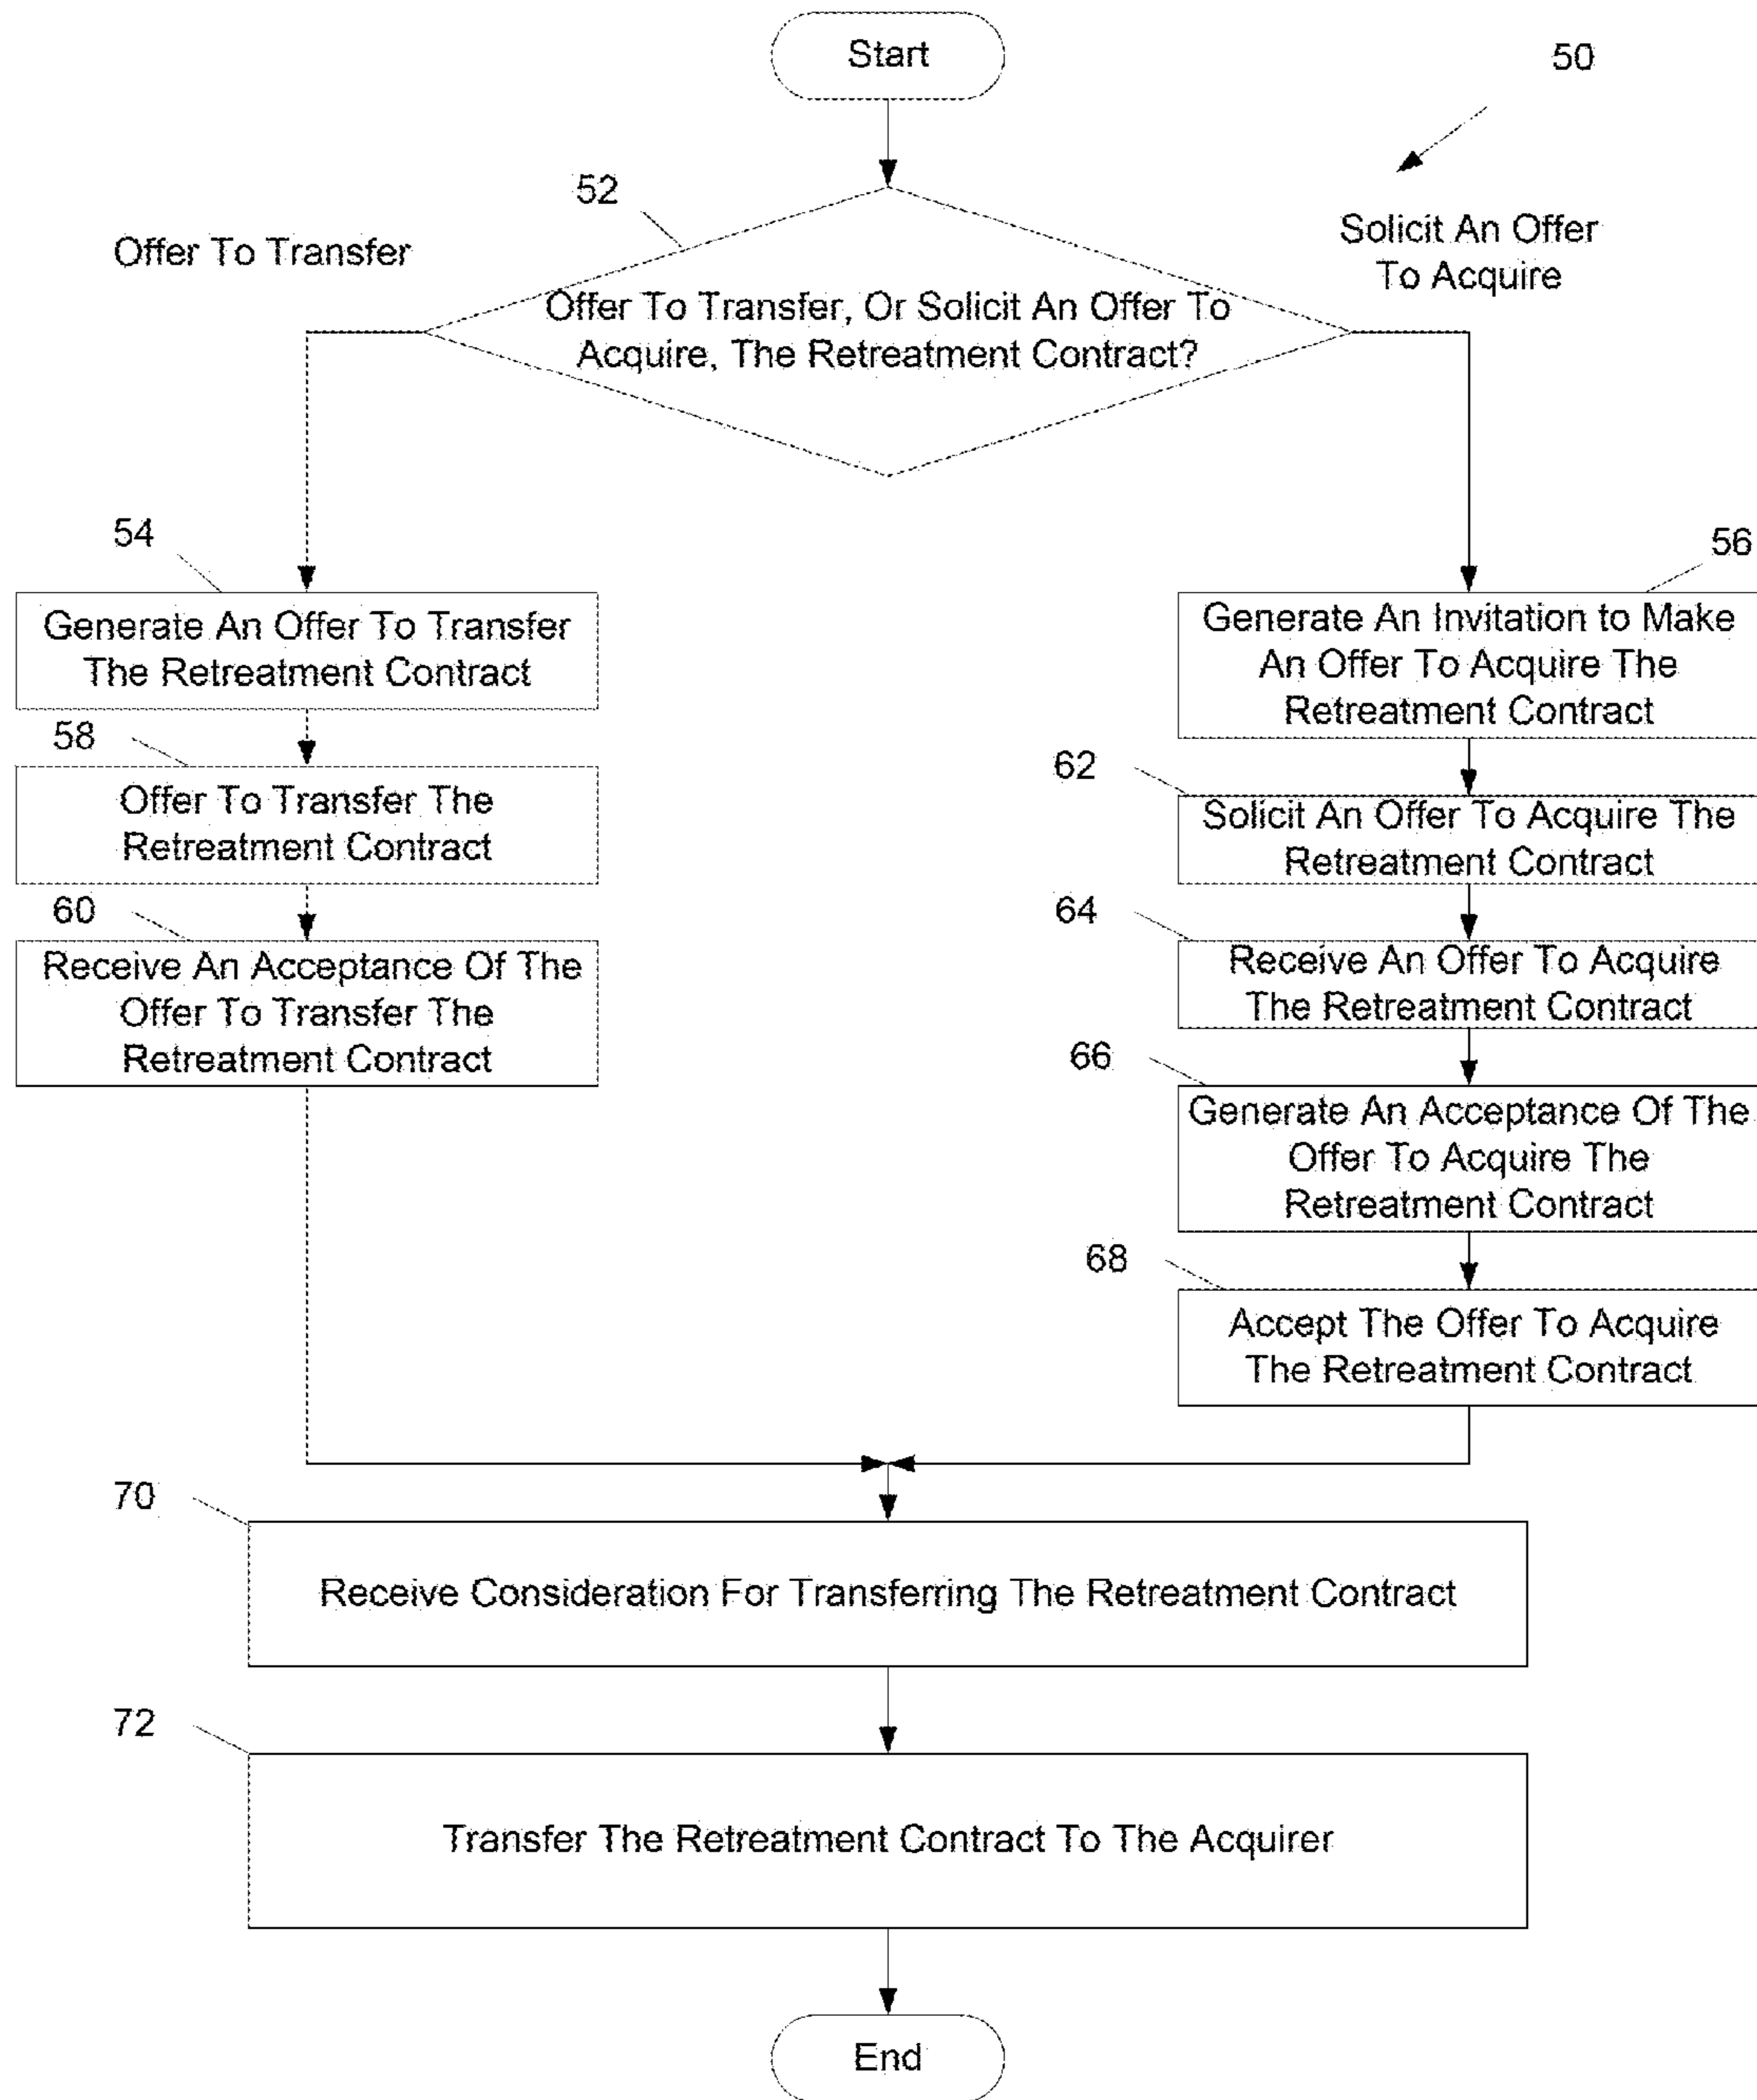 Start
50
52
Offer To Transfer
Solicit An Offer
To Acquire
Offer To Transfer, Or Solicit An Offer To
Acquire, The Retreatment Contract?
54
Generate An Offer To Transfer
The Retreatment Contract
58
Offer To Transfer The
Retreatment Contract
60
Receive An Acceptance Of The
Offer To Transfer The
Retreatment Contract
56
Generate An Invitation to Make
An Offer To Acquire The
Retreatment Contract
62
Solicit An Offer To Acquire The
Retreatment Contract
64
Receive An Offer To Acquire
The Retreatment Contract
66
Generate An Acceptance Of The
Offer To Acquire The
Retreatment Contract
68
Accept The Offer To Acquire
The Retreatment Contract
70
Receive Consideration For Transferring The Retreatment Contract
72
Transfer The Retreatment Contract To The Acquirer
End